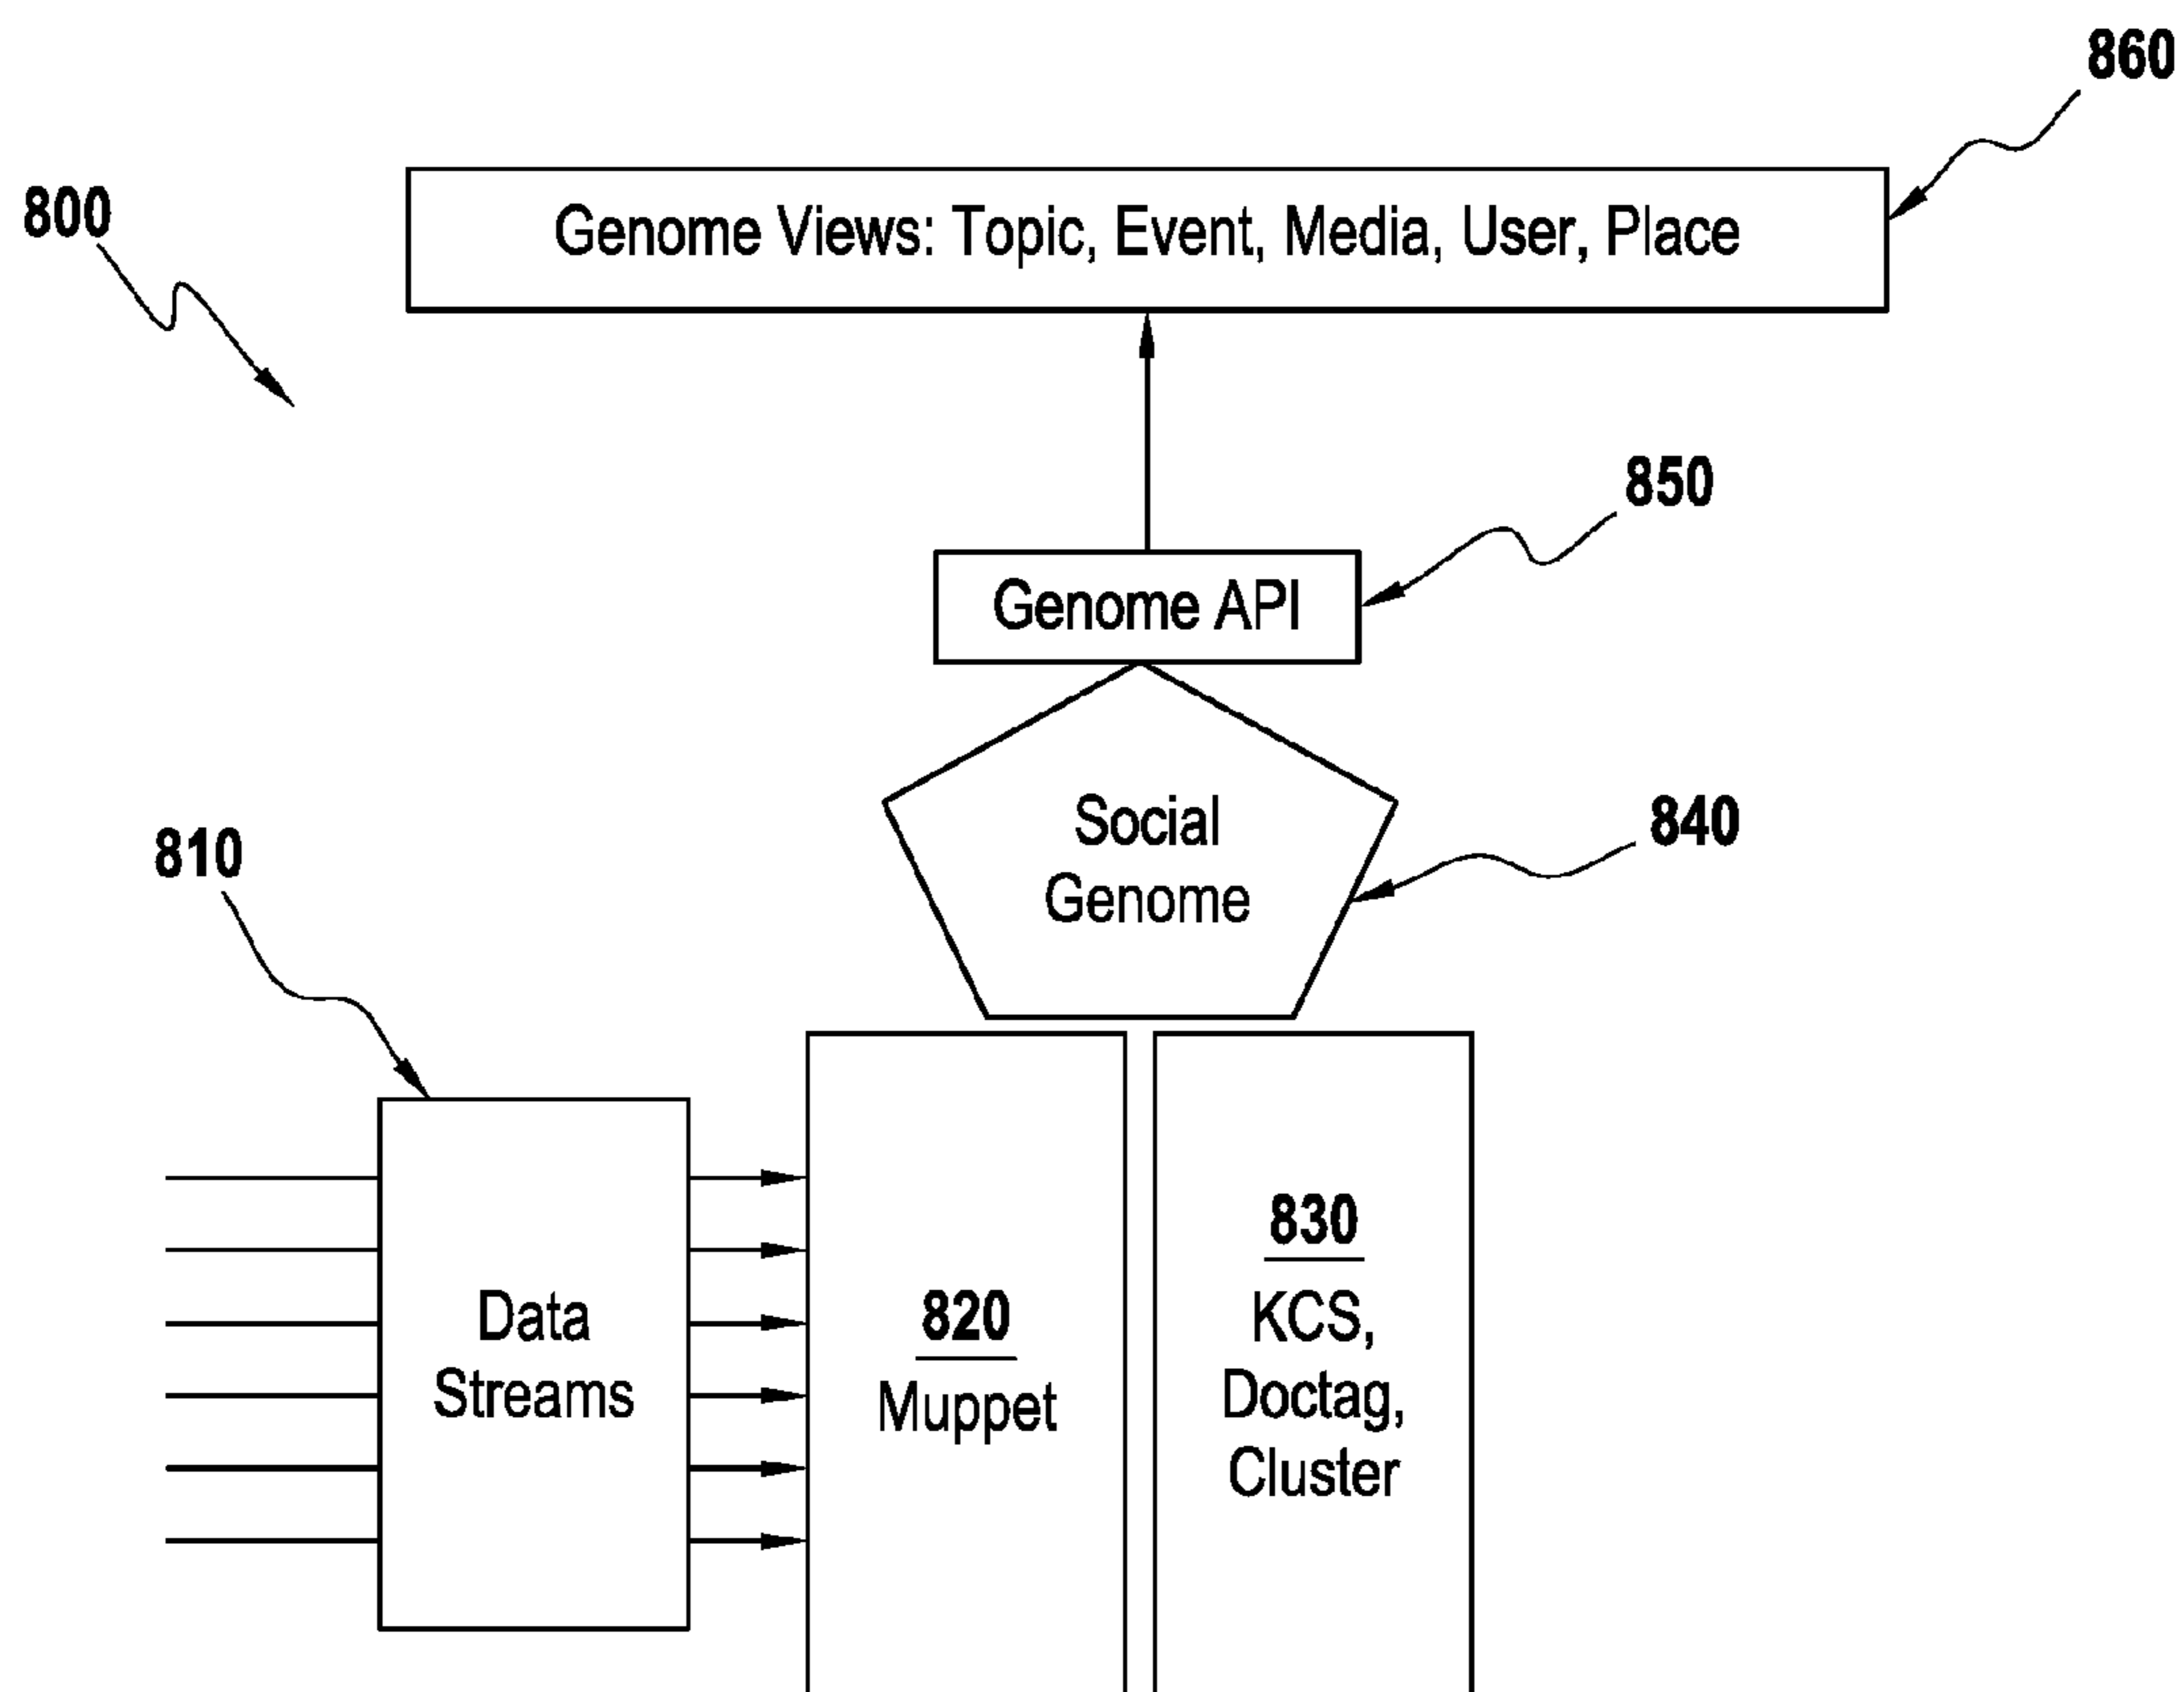 860
800
Genome Views: Topic, Event, Media, User, Place
850
Genome API
840
Social
Genome
810
Data
Streams
820
Muppet
830
KCS,
Doctag,
Cluster